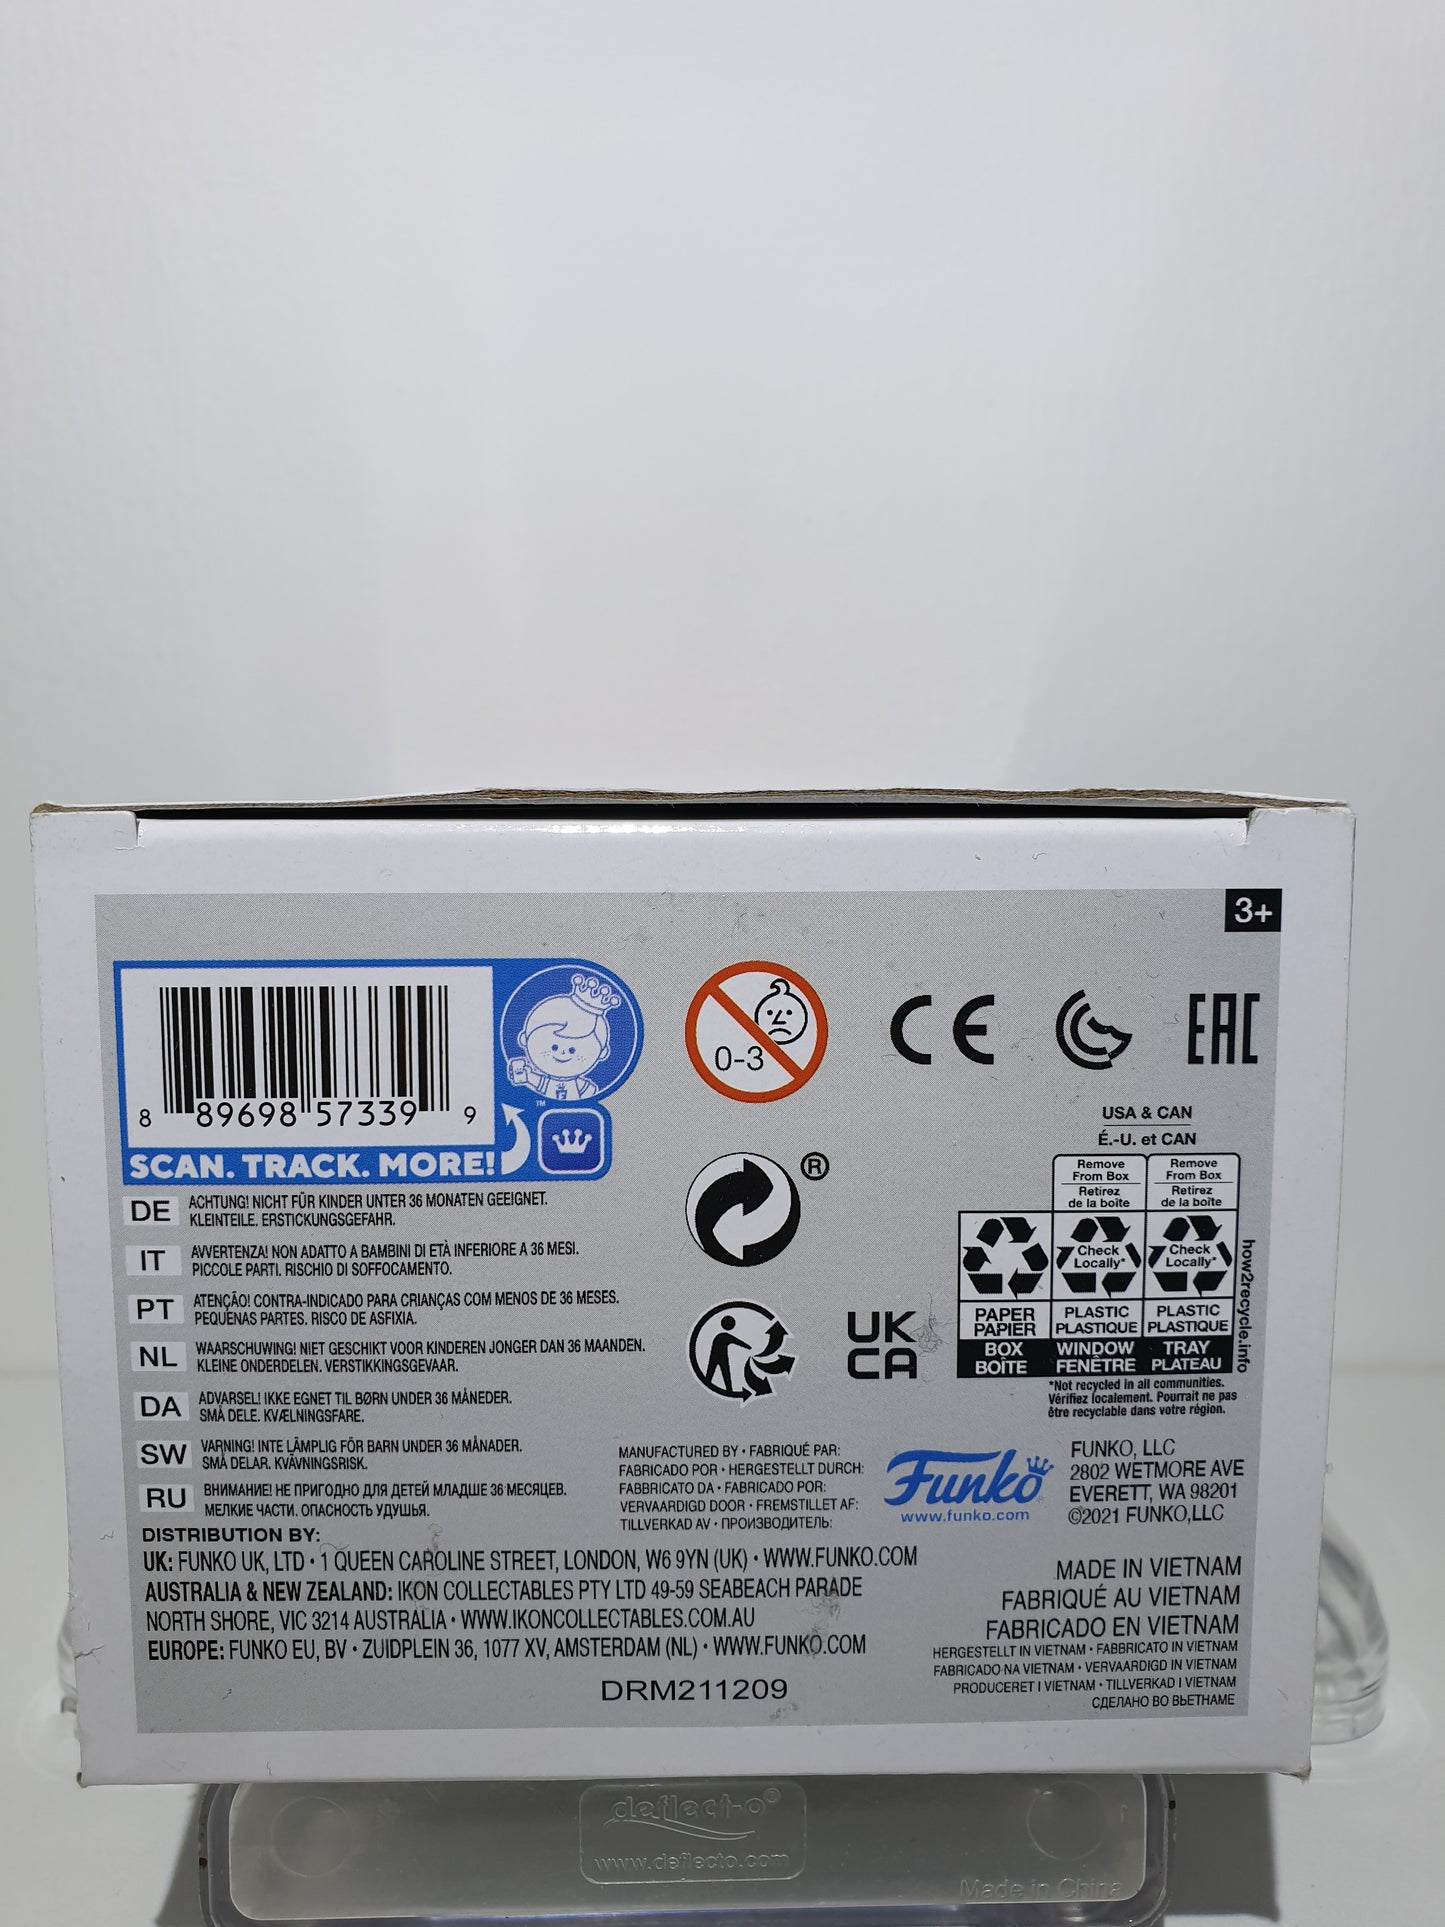 3+
8 89698 57339 9
™
SCAN. TRACK. MORE!
0-3
CE
EAC
®
USA & CAN
É.-U. et CAN
Remove
From Box
Retirez
de la boîte
Remove
From Box
Retirez
de la boîte
Check
Locally*
Check
Locally*
PAPER
PAPIER
PLASTIC
PLASTIQUE
PLASTIC
PLASTIQUE
BOX
BOÎTE
WINDOW
FENÊTRE
TRAY
PLATEAU
how2recycle.info
*Not recycled in all communities.
Vérifiez localement. Pourrait ne pas
être recyclable dans votre région.
UK
CA
DE ACHTUNG! NICHT FÜR KINDER UNTER 36 MONATEN GEEIGNET.
KLEINTEILE. ERSTICKUNGSGEFAHR.
IT AVVERTENZA! NON ADATTO A BAMBINI DI ETÀ INFERIORE A 36 MESI.
PICCOLE PARTI. RISCHIO DI SOFFOCAMENTO.
PT ATENÇÃO! CONTRA-INDICADO PARA CRIANÇAS COM MENOS DE 36 MESES.
PEQUENAS PARTES. RISCO DE ASFIXIA.
NL WAARSCHUWING! NIET GESCHIKT VOOR KINDEREN JONGER DAN 36 MAANDEN.
KLEINE ONDERDELEN. VERSTIKKINGSGEVAAR.
DA ADVARSEL! IKKE EGNET TIL BØRN UNDER 36 MÅNEDER.
SMÅ DELE. KVÆLNINGSFARE.
SW VARNING! INTE LÄMPLIG FÖR BARN UNDER 36 MÅNADER.
SMÅ DELAR. KVÄVNINGSRISK.
RU ВНИМАНИЕ! НЕ ПРИГОДНО ДЛЯ ДЕТЕЙ МЛАДШЕ 36 МЕСЯЦЕВ.
МЕЛКИЕ ЧАСТИ. ОПАСНОСТЬ УДУШЬЯ.
MANUFACTURED BY • FABRIQUÉ PAR:
FABRICADO POR • HERGESTELLT DURCH:
FABBRICATO DA • FABRICADO POR:
VERVAARDIGD DOOR • FREMSTILLET AF:
TILLVERKAD AV • ПРОИЗВОДИТЕЛЬ:
Funko
www.funko.com
FUNKO, LLC
2802 WETMORE AVE
EVERETT, WA 98201
©2021 FUNKO,LLC
DISTRIBUTION BY:
UK: FUNKO UK, LTD • 1 QUEEN CAROLINE STREET, LONDON, W6 9YN (UK) • WWW.FUNKO.COM
AUSTRALIA & NEW ZEALAND: IKON COLLECTABLES PTY LTD 49-59 SEABEACH PARADE
NORTH SHORE, VIC 3214 AUSTRALIA • WWW.IKONCOLLECTABLES.COM.AU
EUROPE: FUNKO EU, BV • ZUIDPLEIN 36, 1077 XV, AMSTERDAM (NL) • WWW.FUNKO.COM
DRM211209
MADE IN VIETNAM
FABRIQUÉ AU VIETNAM
FABRICADO EN VIETNAM
HERGESTELLT IN VIETNAM • FABBRICATO IN VIETNAM
FABRICADO NA VIETNAM • VERVAARDIGD IN VIETNAM
PRODUCERET I VIETNAM • TILLVERKAD I VIETNAM
СДЕЛАНО ВО ВЬЕТНАМЕ
deflect-o®
www.deflecto.com
Made in China